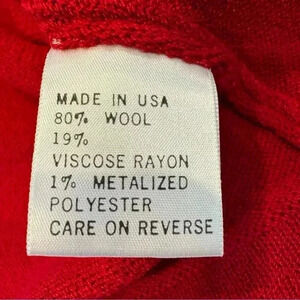 MADE IN USA
80% WOOL
19%
VISCOSE RAYON
1% METALIZED
POLYESTER
CARE ON REVERSE